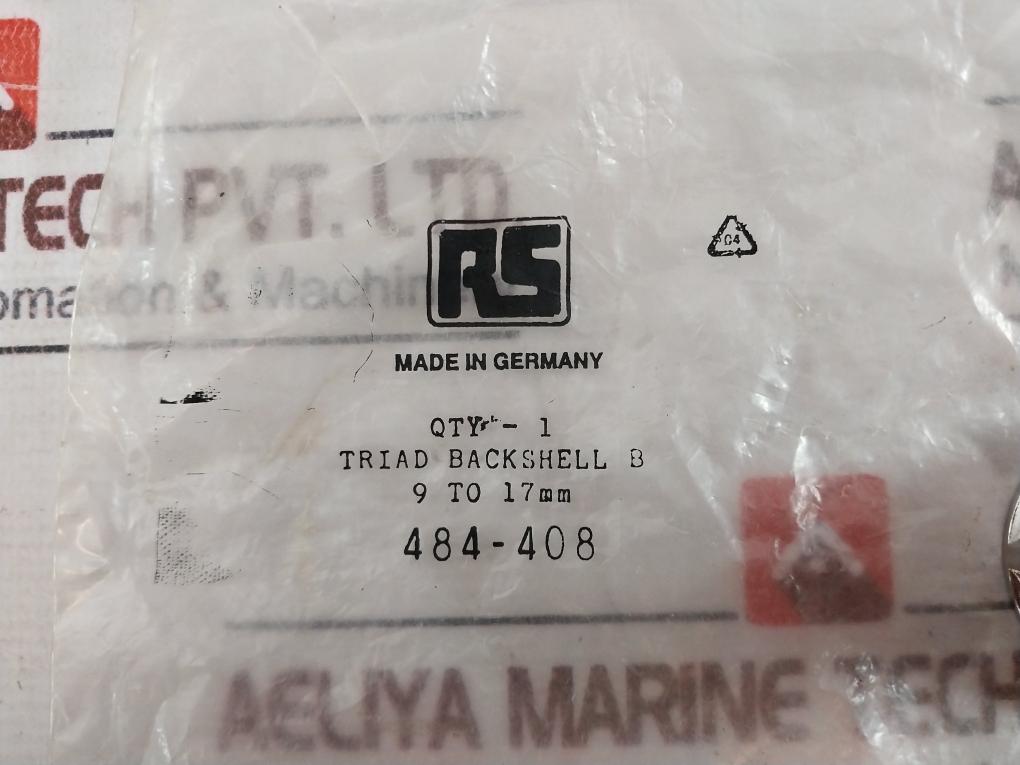 TECH PVT. LTD
omation & Machin
RS
04
MADE IN GERMANY
QTY - 1
TRIAD BACKSHELL B
9 TO 17mm
484-408
AELIYA MARINE TECH